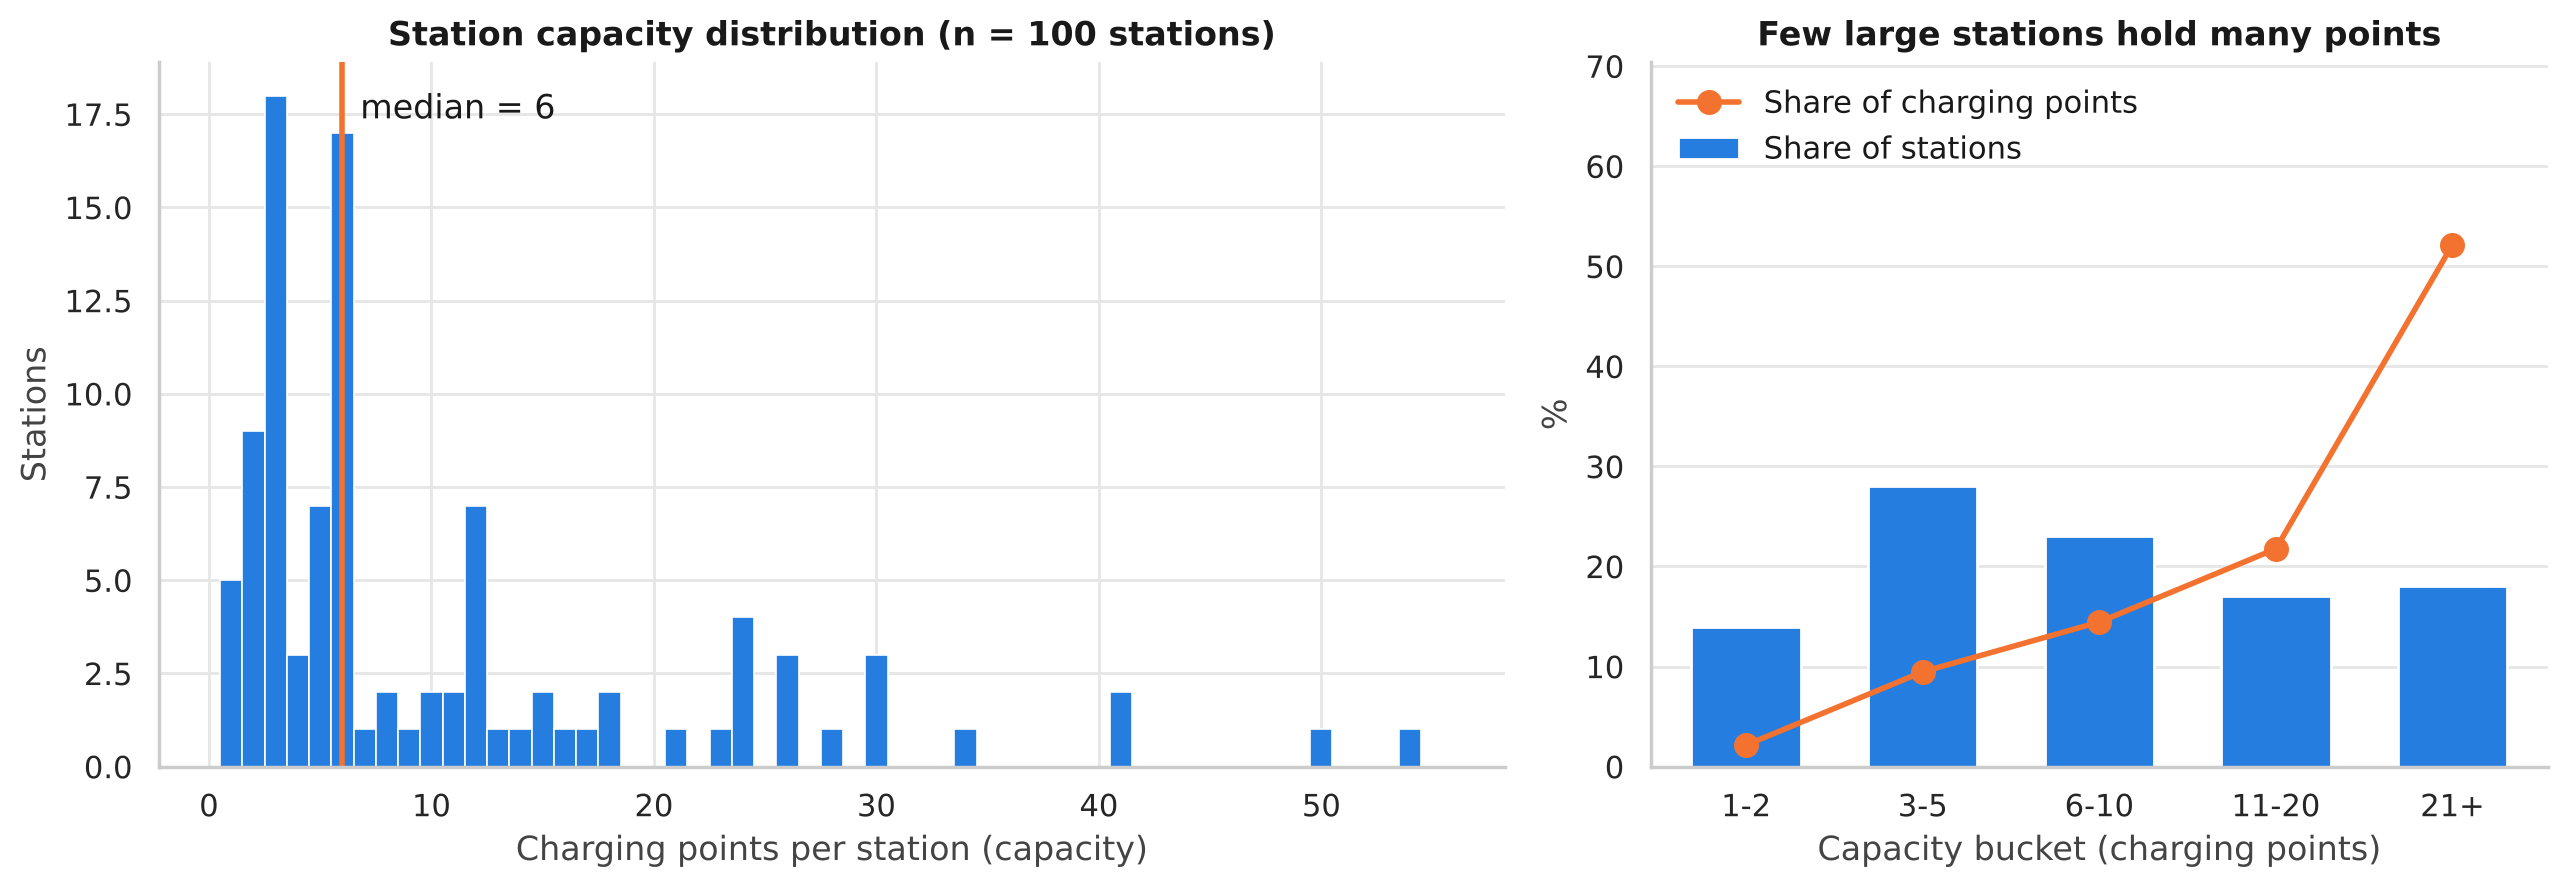 Station capacity distribution (n = 100 stations)
median = 6
17.5
15.0
12.5
10.0
7.5
5.0
2.5
0.0
Stations
0 10 20 30 40 50
Charging points per station (capacity)
Few large stations hold many points
Share of charging points
Share of stations
70
60
50
40
30
20
10
0
%
1-2 3-5 6-10 11-20 21+
Capacity bucket (charging points)